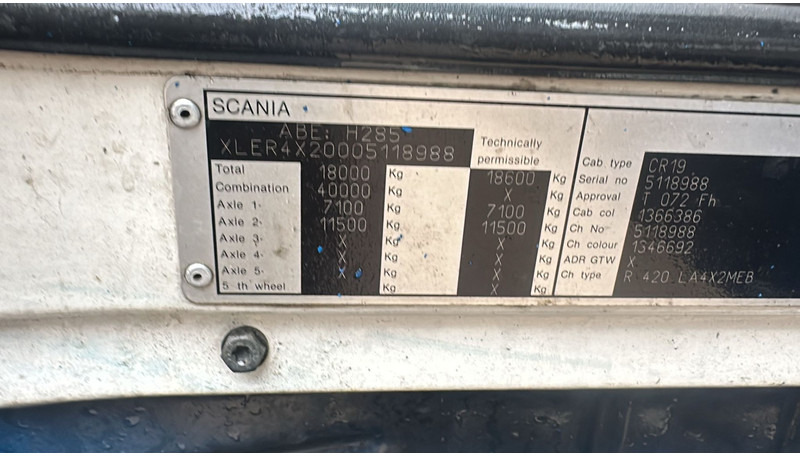 SCANIA
ABE: H285
XLER4X20005118988
Technically permissible
Total 18000 Kg 18600 Kg
Combination 40000 Kg X Kg
Axle 1- 7100 Kg 7100 Kg
Axle 2- 11500 Kg 11500 Kg
Axle 3- X Kg X Kg
Axle 4- X Kg X Kg
Axle 5- X Kg X Kg
5 th wheel Kg X Kg
Cab type CR19
Serial no 5118988
Approval T 072 Fh
Cab col 1366386
Ch No 5118988
Ch colour 1346692
ADR GTW X
Ch type R 420 LA4X2MEB